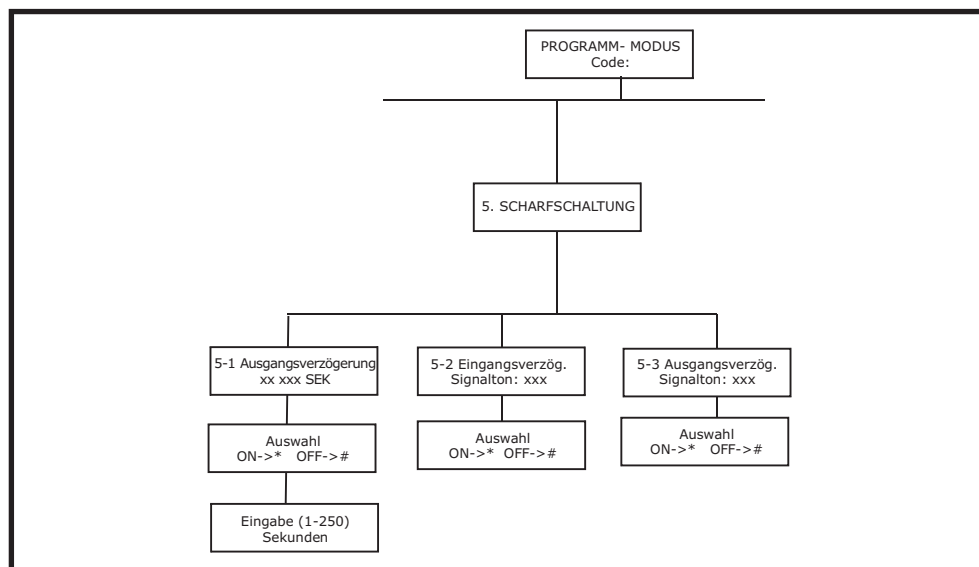 PROGRAMM- MODUS
Code:
5. SCHARFSCHALTUNG
5-1 Ausgangsverzögerung
xx xxx SEK
5-2 Eingangsverzög.
Signalton: xxx
5-3 Ausgangsverzög.
Signalton: xxx
Auswahl
ON->* OFF->#
Auswahl
ON->* OFF->#
Auswahl
ON->* OFF->#
Eingabe (1-250)
Sekunden